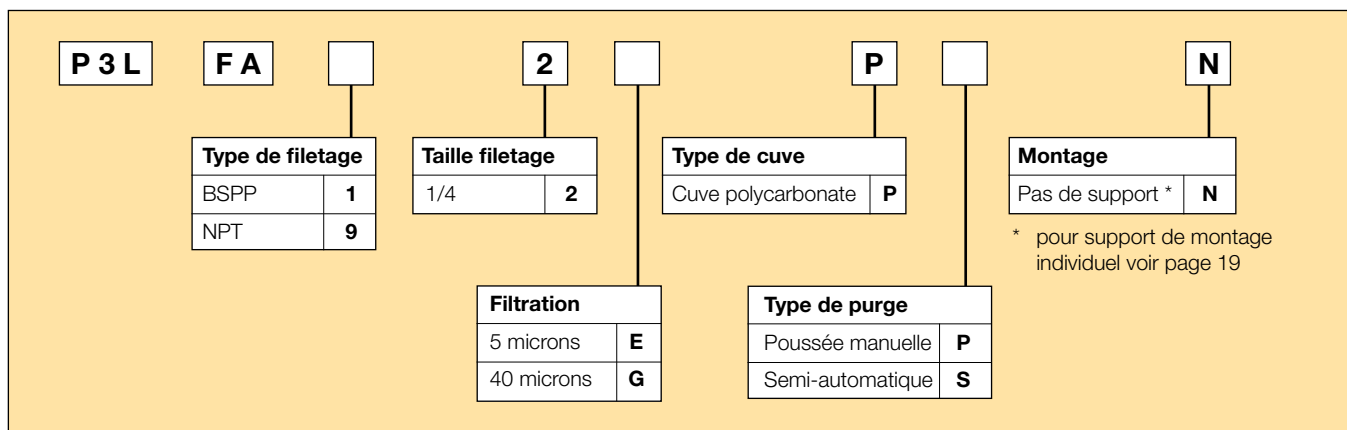 P 3 L F A 2 P N
Type de filetage
BSPP 1
NPT 9
Taille filetage
1/4 2
Type de cuve
Cuve polycarbonate P
Montage
Pas de support * N
* pour support de montage
individuel voir page 19
Filtration
5 microns E
40 microns G
Type de purge
Poussée manuelle P
Semi-automatique S